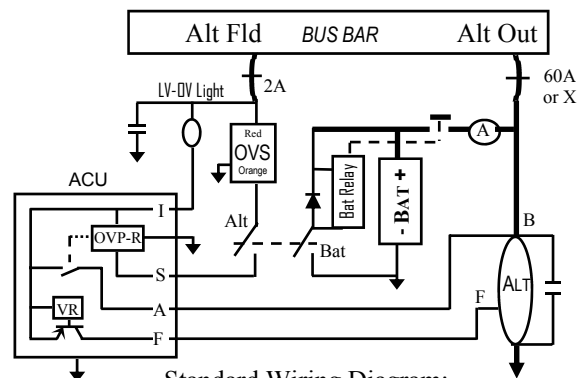 Alt Fld BUS BAR Alt Out
2A
60A
or X
LV-OV Light
Red
OVS
Orange
A
Bat Relay
- BAT +
ACU
I
OVP-R
Alt
Bat
B
S
A
ALT
F
VR
F
Standard Wiring Diagram: